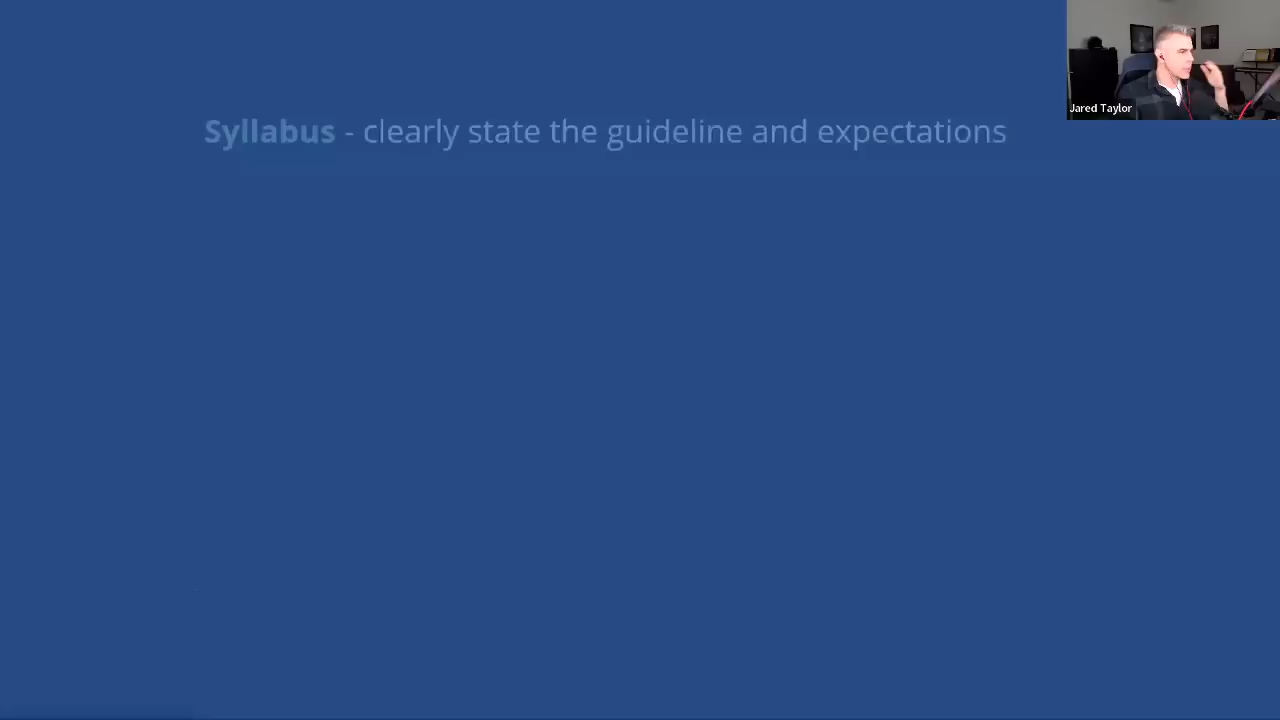 Syllabus - clearly state the guideline and expectations
Jared Taylor